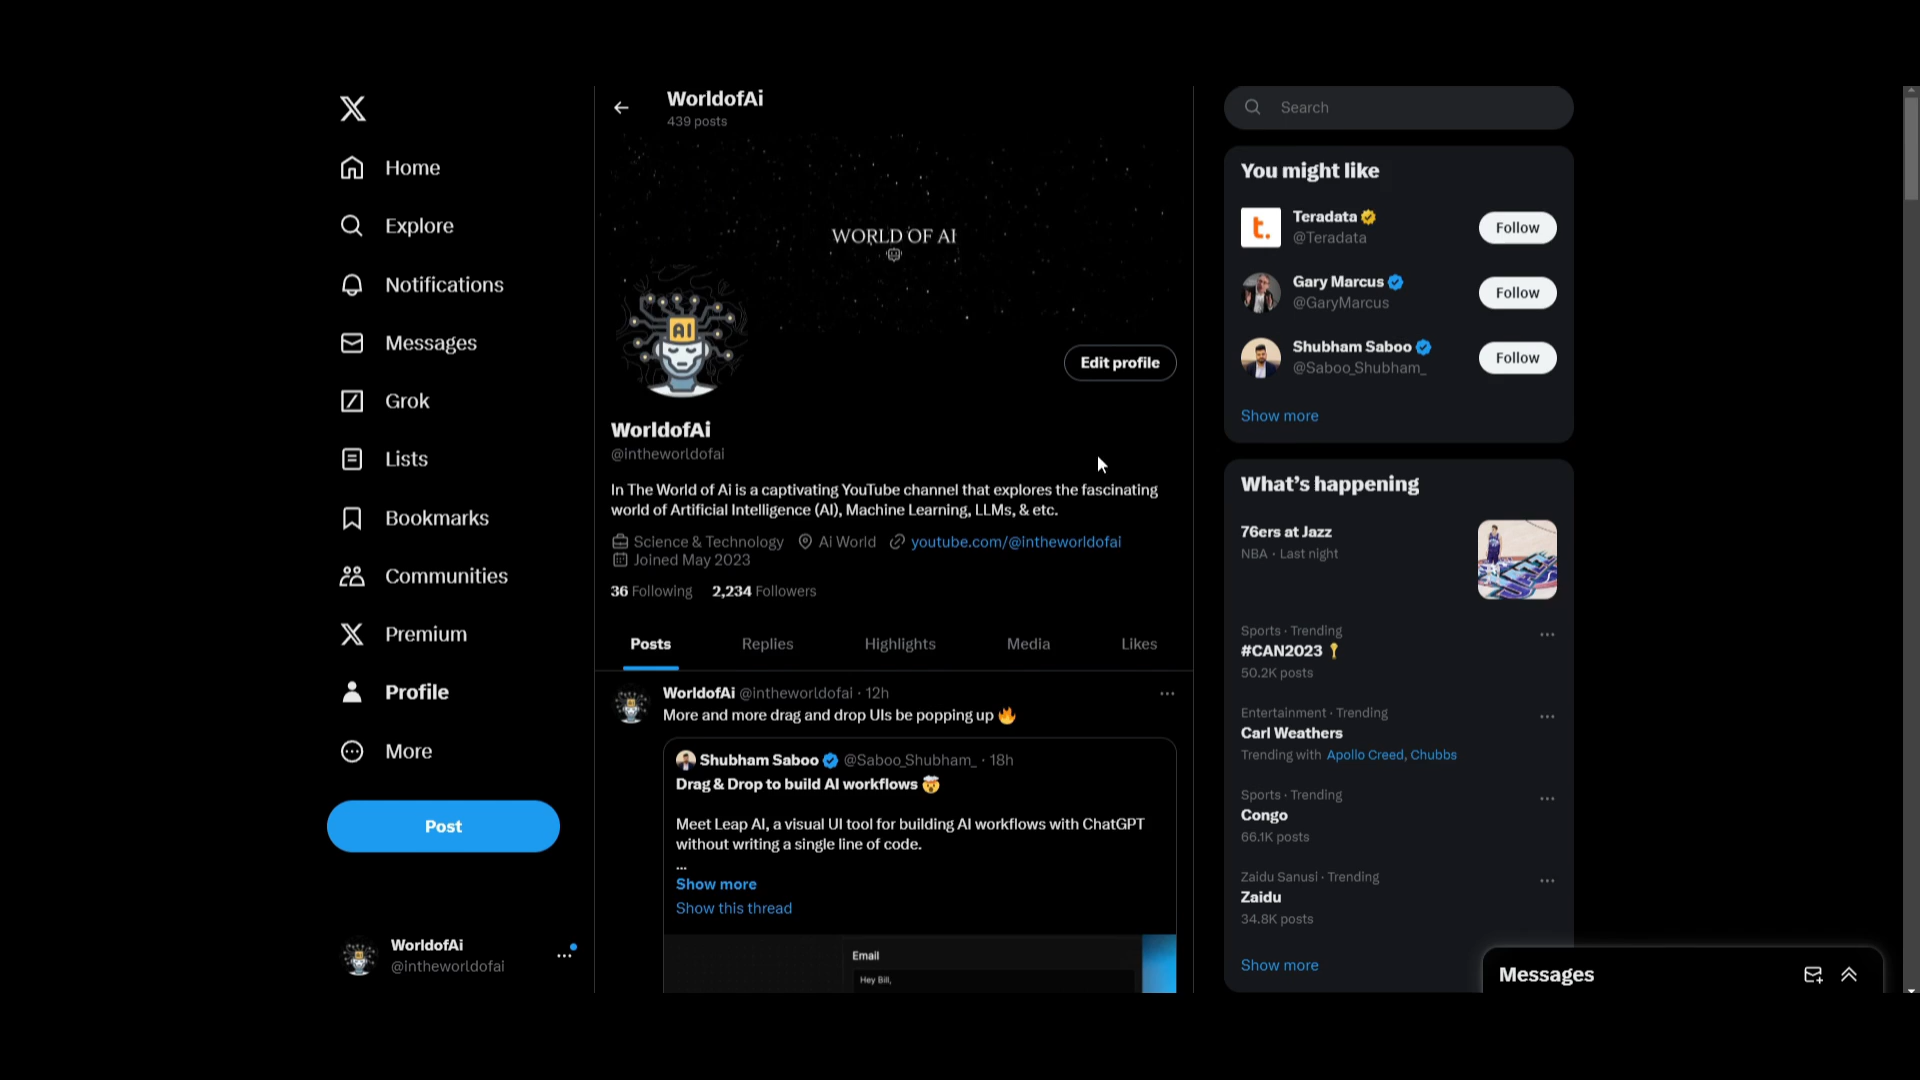 Home
Explore
Notifications
Messages
Grok
Lists
Bookmarks
Communities
Premium
Profile
More
Post
WorldofAi
@intheworldofai
WorldofAi
439 posts
WORLD OF AI
AI
Edit profile
WorldofAi
@intheworldofai
In The World of Ai is a captivating YouTube channel that explores the fascinating
world of Artificial Intelligence (AI), Machine Learning, LLMs, & etc.
Science & Technology Ai World youtube.com/@intheworldofai
Joined May 2023
36 Following 2,234 Followers
Posts Replies Highlights Media Likes
WorldofAi @intheworldofai · 12h
More and more drag and drop UIs be popping up 🔥
Shubham Saboo @Saboo_Shubham_ · 18h
Drag & Drop to build AI workflows 🤯
Meet Leap AI, a visual UI tool for building AI workflows with ChatGPT
without writing a single line of code.
...
Show more
Show this thread
Email
Hey Bill,
Search
You might like
t.
Teradata
@Teradata
Follow
Gary Marcus
@GaryMarcus
Follow
Shubham Saboo
@Saboo_Shubham_
Follow
Show more
What's happening
76ers at Jazz
NBA · Last night
Sports · Trending
#CAN2023
50.2K posts
Entertainment · Trending
Carl Weathers
Trending with Apollo Creed, Chubbs
Sports · Trending
Congo
66.1K posts
Zaidu Sanusi · Trending
Zaidu
34.8K posts
Show more
Messages